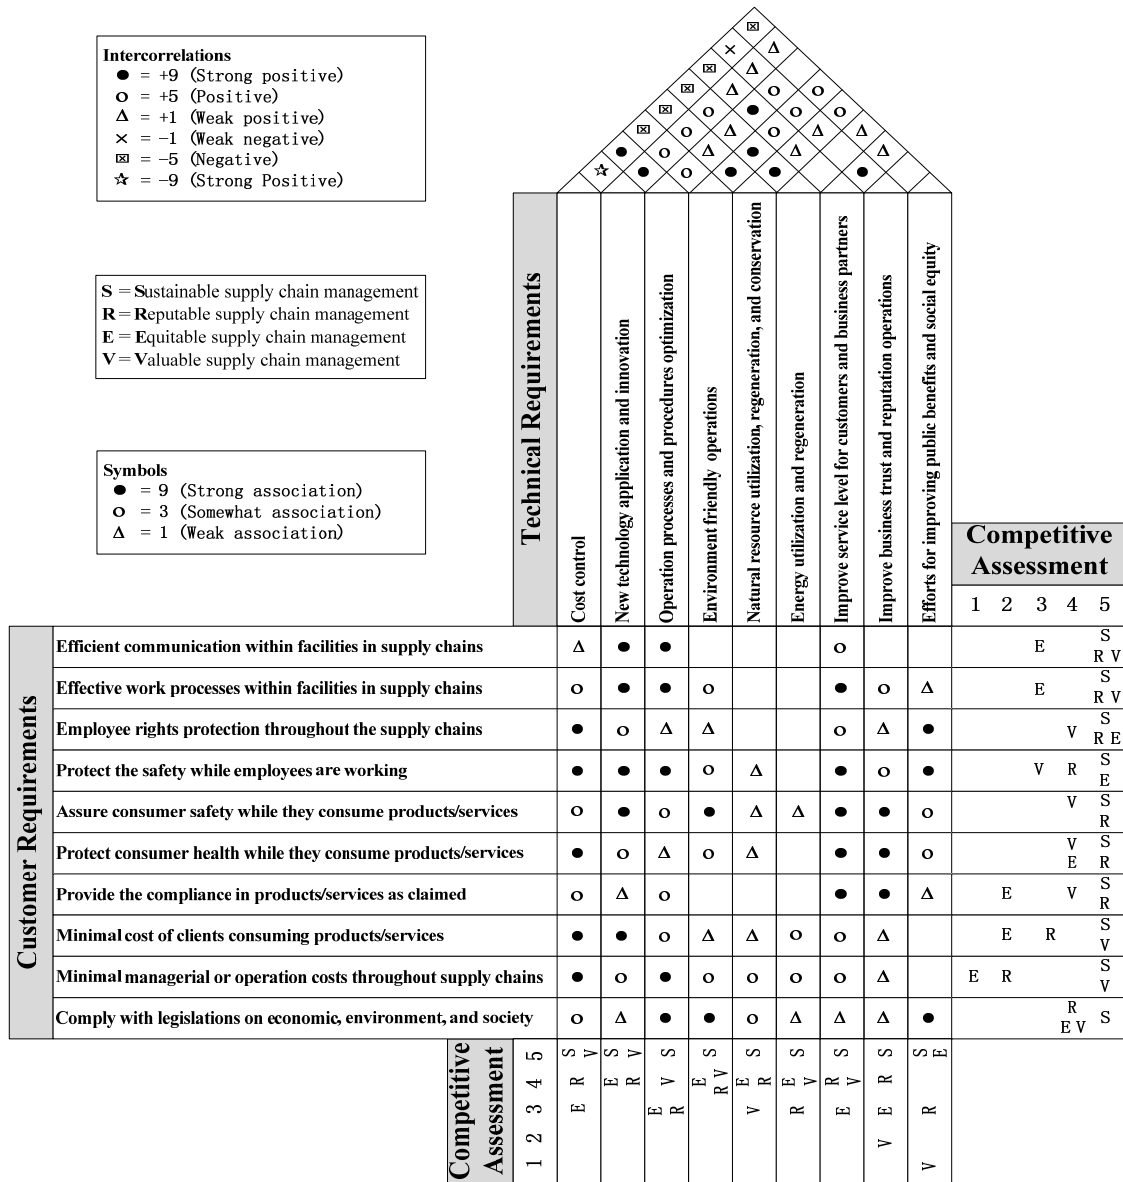 Intercorrelations
● = +9 (Strong positive)
○ = +5 (Positive)
Δ = +1 (Weak positive)
× = −1 (Weak negative)
⊠ = −5 (Negative)
☆ = −9 (Strong Positive)
S = Sustainable supply chain management
R = Reputable supply chain management
E = Equitable supply chain management
V = Valuable supply chain management
Symbols
● = 9 (Strong association)
○ = 3 (Somewhat association)
Δ = 1 (Weak association)
Technical Requirements
Cost control
New technology application and innovation
Operation processes and procedures optimization
Environment friendly operations
Natural resource utilization, regeneration, and conservation
Energy utilization and regeneration
Improve service level for customers and business partners
Improve business trust and reputation operations
Efforts for improving public benefits and social equity
Competitive
Assessment
1 2 3 4 5
Customer Requirements
Efficient communication within facilities in supply chains Δ ● ● ○ E S
R V
Effective work processes within facilities in supply chains ○ ● ● ○ ● ○ Δ E S
R V
Employee rights protection throughout the supply chains ● ○ Δ Δ ○ Δ ● V S
R E
Protect the safety while employees are working ● ● ● ○ Δ ● ○ ● V R S
E
Assure consumer safety while they consume products/services ○ ● ○ ● Δ Δ ● ● ○ V S
R
Protect consumer health while they consume products/services ● ○ Δ ○ Δ ● ● ○ V S
E R
Provide the compliance in products/services as claimed ○ Δ ○ ● ● Δ E V S
R
Minimal cost of clients consuming products/services ● ● ○ Δ Δ ○ ○ Δ E R S
V
Minimal managerial or operation costs throughout supply chains ● ○ ● ○ ○ ○ ○ Δ E R S
V
Comply with legislations on economic, environment, and society ○ Δ ● ● ○ Δ Δ Δ ● R
E V S
Competitive
Assessment
1 2 3 4 5
E R S
V
E S
R V
E V S
R
E S
R V
V E S
R
R E S
V
E R S
V
V E R S
V R S
E